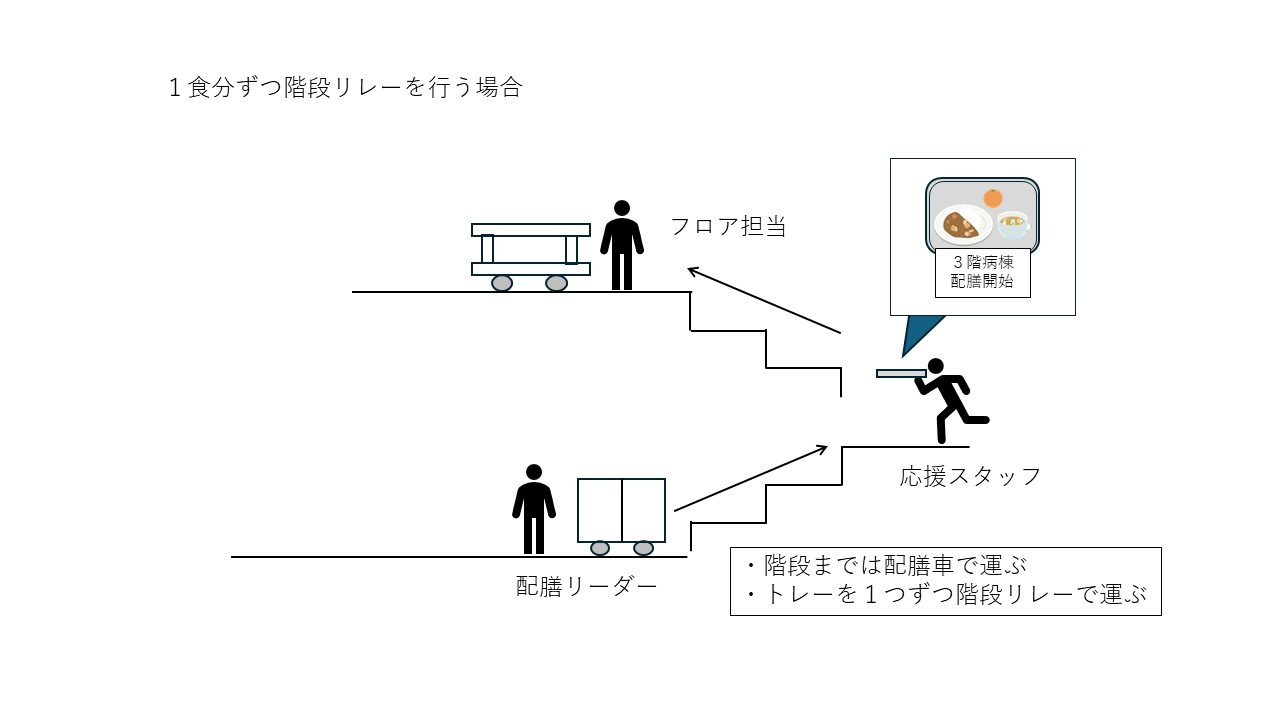 １食分ずつ階段リレーを行う場合
フロア担当
３階病棟
配膳開始
応援スタッフ
配膳リーダー
・階段までは配膳車で運ぶ
・トレーを１つずつ階段リレーで運ぶ